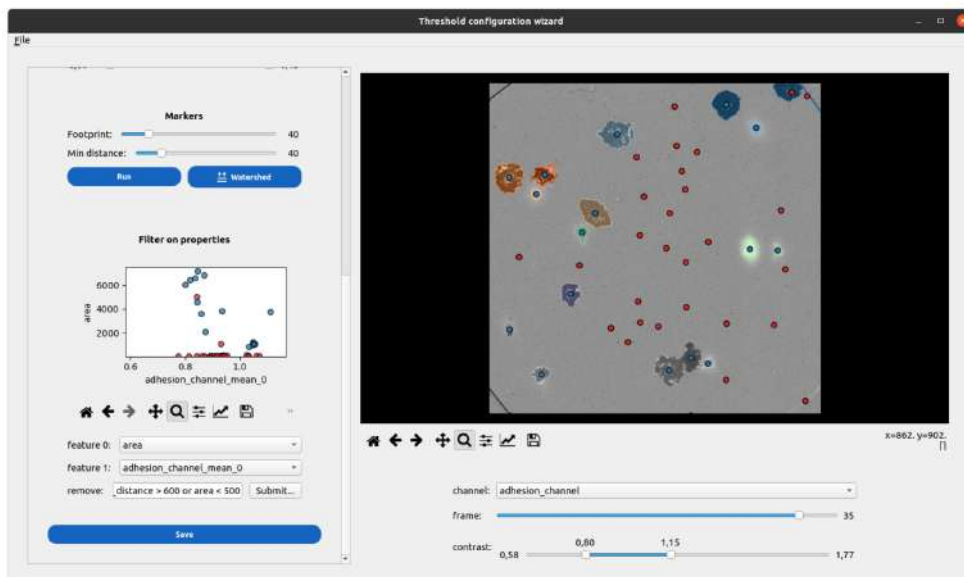 Threshold configuration wizard
File
Markers
Footprint: 40
Min distance: 40
Run Watershed
Filter on properties
6000
4000
2000
area
0.6 0.8 1.0
adhesion_channel_mean_0
feature 0: area
feature 1: adhesion_channel_mean_0
remove: _distance > 600 or area < 500 Submit...
Save
x=862. y=902.
[]
channel: adhesion_channel
frame: 35
contrast: 0,58 0,80 1,15 1,77